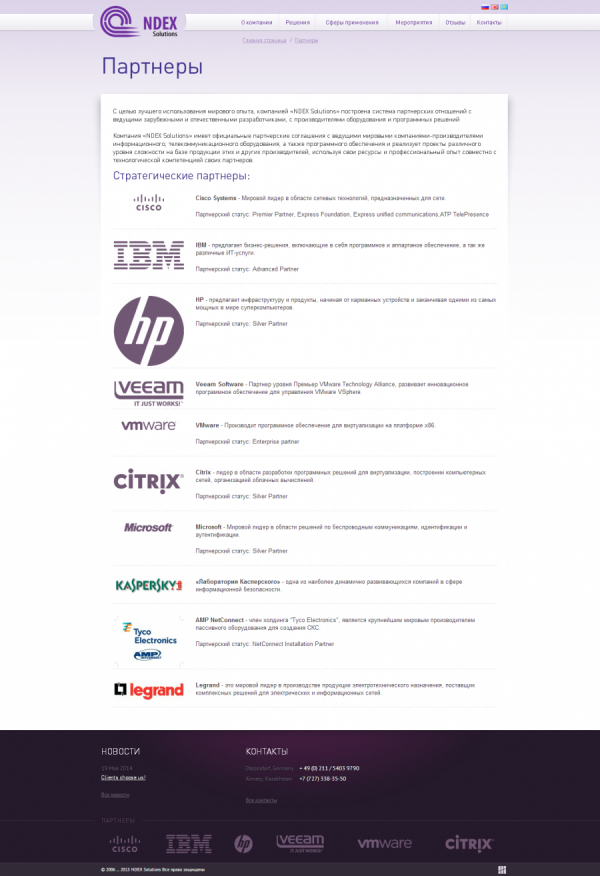 NDEX
Solutions
О компании Решения Сферы применения Мероприятия Отзывы Контакты
Главная страница / Партнеры
Партнеры
С целью лучшего использования мирового опыта, компанией «NDEX Solutions» построена система партнерских отношений с
ведущими зарубежными и отечественными разработчиками, с производителями оборудования и программных решений
Компания «NDEX Solutions» имеет официальные партнерские соглашения с ведущими мировыми компаниями-производителями
информационного, телекоммуникационного оборудования, а также программного обеспечения и реализует проекты различного
уровня сложности на базе продукции этих и других производителей, используя свои ресурсы и профессиональный опыт совместно с
технологической компетенцией своих партнеров
Стратегические партнеры:
CISCO
Cisco Systems - Мировой лидер в области сетевых технологий, предназначенных для сети.
Партнерский статус: Premier Partner, Express Foundation, Express unified communications,ATP TelePresence
IBM
IBM - предлагает бизнес-решения, включающие в себя программное и аппартаное обеспечение, а так же
различные ИТ-услуги.
Партнерский статус: Advanced Partner
hp
HP - предлагает инфраструктуру и продукты, начиная от карманных устройств и заканчивая одними из самых
мощных в мире суперкомпьютеров.
Партнерский статус: Silver Partner
veeam
IT JUST WORKS!
Veeam Software - Партнер уровня Премьер VMware Technology Alliance, развивает инновационное
программное обеспечение для управления VMware VSphere
vmware
VMware - Производит программное обеспечение для виртуализации на платформе x86.
Партнерский статус: Enterprise partner
CITRIX
Citrix - лидер в области разработки программных решений для виртуализации, построении компьютерных
сетей, организацией облачных вычислений.
Партнерский статус: Silver Partner
Microsoft
Microsoft - Мировой лидер в области решений по беспроводным коммуникациям, идентификации и
аутентификации.
Партнерский статус: Silver Partner
KASPERSKY
«Лаборатория Касперского» - одна из наиболее динамично развивающихся компаний в сфере
информационной безопасности.
Tyco
Electronics
AMP
AMP NetConnect - член холдинга "Tyco Electronics", является крупнейшим мировым производителем
пассивного оборудования для создания СКС.
Партнерский статус: NetConnect Installation Partner
legrand
Legrand - это мировой лидер в производстве продукции электротехнического назначения, поставщик
комплексных решений для электрических и информационных сетей.
НОВОСТИ КОНТАКТЫ
19 Мая 2014
Clients choose us!
Все новости
Dusseldorf, Germany + 49 (0) 211 / 5403 9790
Almaty, Kazakhstan +7 (727) 338-35-50
Все контакты
ПАРТНЕРЫ
CISCO IBM hp veeam IT JUST WORKS! vmware CITRIX
© 2006 ... 2013 NDEX Solutions Все права защищены